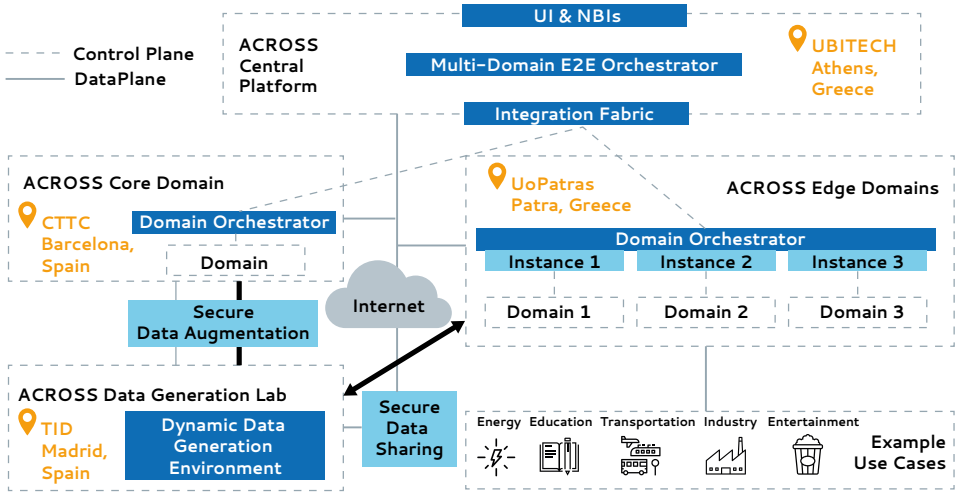 UI & NBIs
Control Plane
DataPlane
ACROSS
Central
Platform
Multi-Domain E2E Orchestrator
UBITECH
Athens,
Greece
Integration Fabric
ACROSS Core Domain
CTTC
Barcelona,
Spain
Domain Orchestrator
Domain
UoPatras
Patra, Greece
ACROSS Edge Domains
Domain Orchestrator
Instance 1
Instance 2
Instance 3
Domain 1
Domain 2
Domain 3
Internet
Secure
Data Augmentation
ACROSS Data Generation Lab
TID
Madrid,
Spain
Dynamic Data
Generation
Environment
Secure
Data
Sharing
Energy
Education
Transportation
Industry
Entertainment
Example
Use Cases